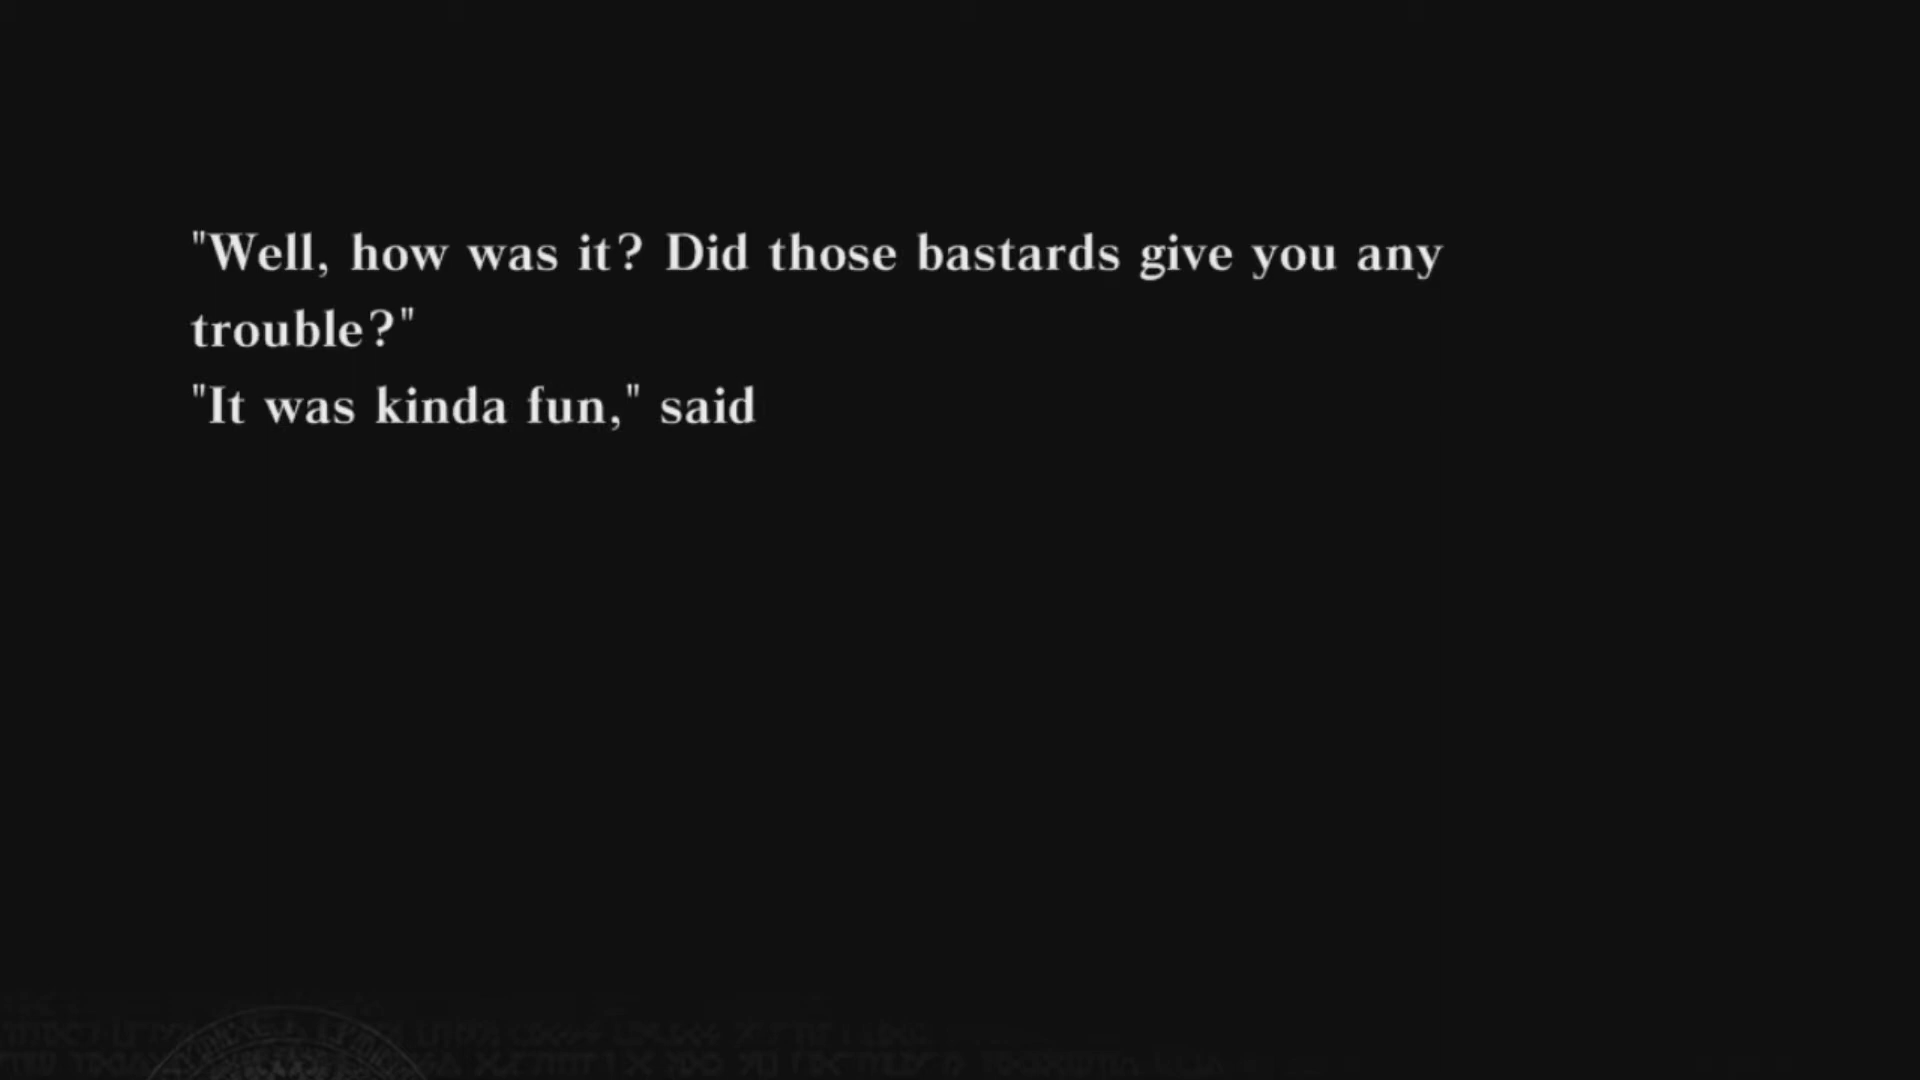 "Well, how was it? Did those bastards give you any
trouble?"
"It was kinda fun," said